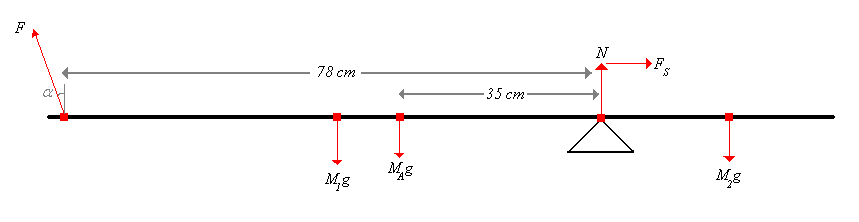 F
N
78 cm
F_S
α
35 cm
M_1g
M_Ag
M_2g